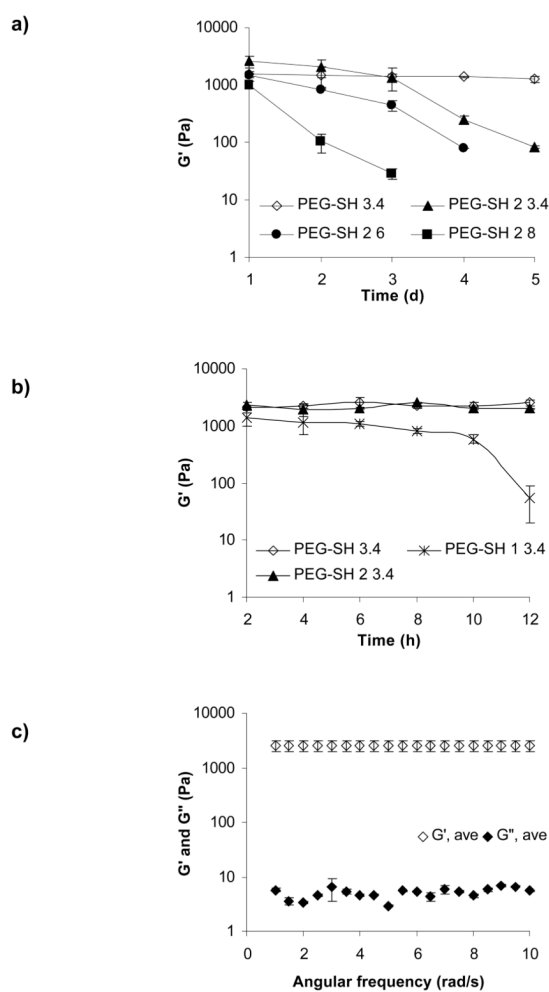 a)
10000
1000
100
10
1
G' (Pa)
PEG-SH 3.4
PEG-SH 2 3.4
PEG-SH 2 6
PEG-SH 2 8
1 2 3 4 5
Time (d)
b)
10000
1000
100
10
1
G' (Pa)
PEG-SH 3.4
PEG-SH 1 3.4
PEG-SH 2 3.4
2 4 6 8 10 12
Time (h)
c)
10000
1000
100
10
1
G' and G" (Pa)
G', ave G", ave
0 2 4 6 8 10
Angular frequency (rad/s)